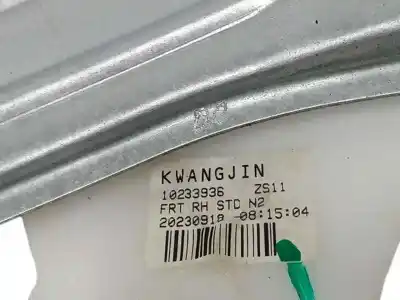 KWANGJIN
10233936 ZS11
FRT RH STD N2
20230918 08:15:04